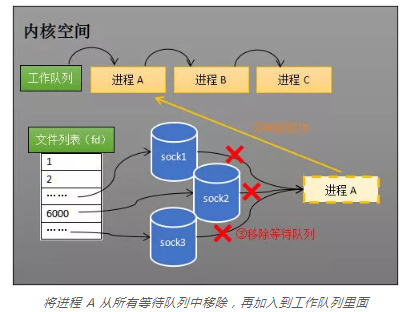 内核空间
工作队列
进程 A
进程 B
进程 C
文件列表（fd）
1
2
……
6000
……
sock1
sock2
sock3
进程 A
③移除等待队列
将进程 A 从所有等待队列中移除，再加入到工作队列里面